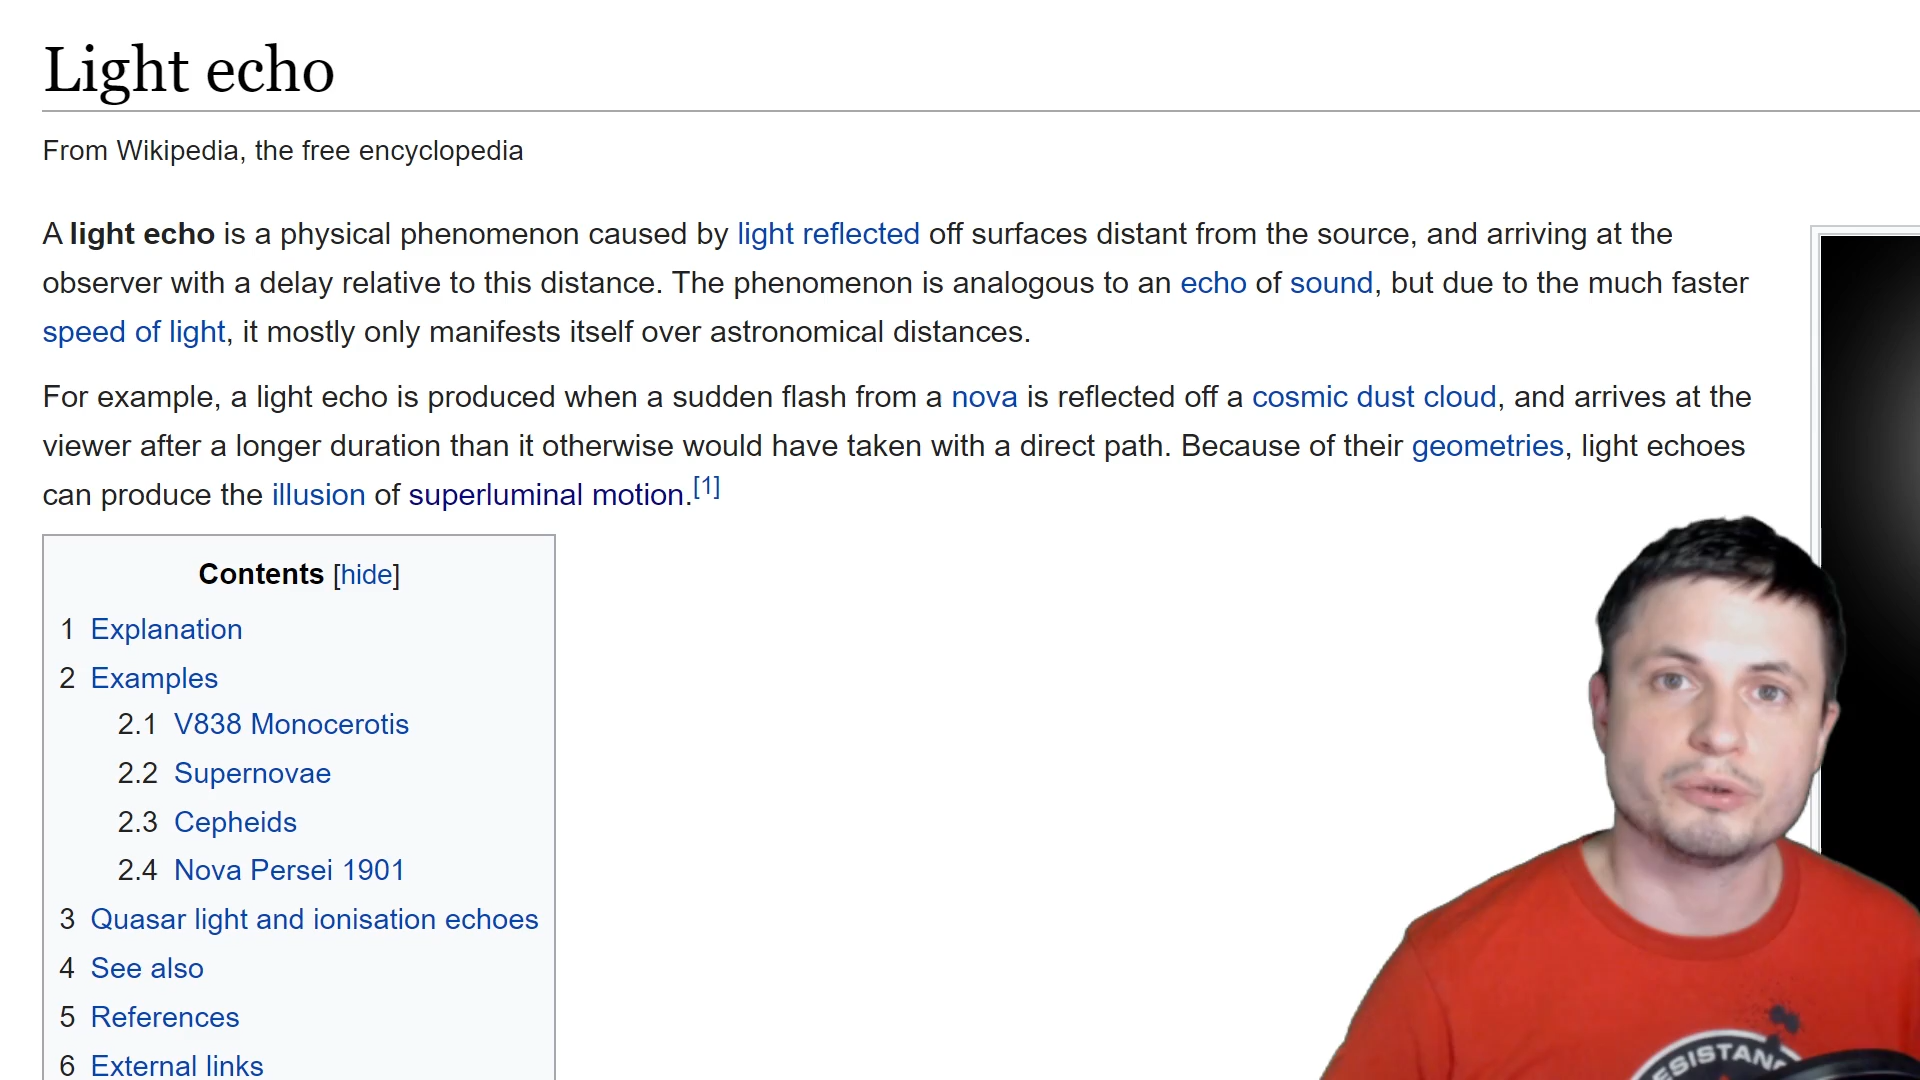 Light echo
From Wikipedia, the free encyclopedia
A light echo is a physical phenomenon caused by light reflected off surfaces distant from the source, and arriving at the
observer with a delay relative to this distance. The phenomenon is analogous to an echo of sound, but due to the much faster
speed of light, it mostly only manifests itself over astronomical distances.
For example, a light echo is produced when a sudden flash from a nova is reflected off a cosmic dust cloud, and arrives at the
viewer after a longer duration than it otherwise would have taken with a direct path. Because of their geometries, light echoes
can produce the illusion of superluminal motion.[1]
Contents [hide]
1 Explanation
2 Examples
2.1 V838 Monocerotis
2.2 Supernovae
2.3 Cepheids
2.4 Nova Persei 1901
3 Quasar light and ionisation echoes
4 See also
5 References
6 External links